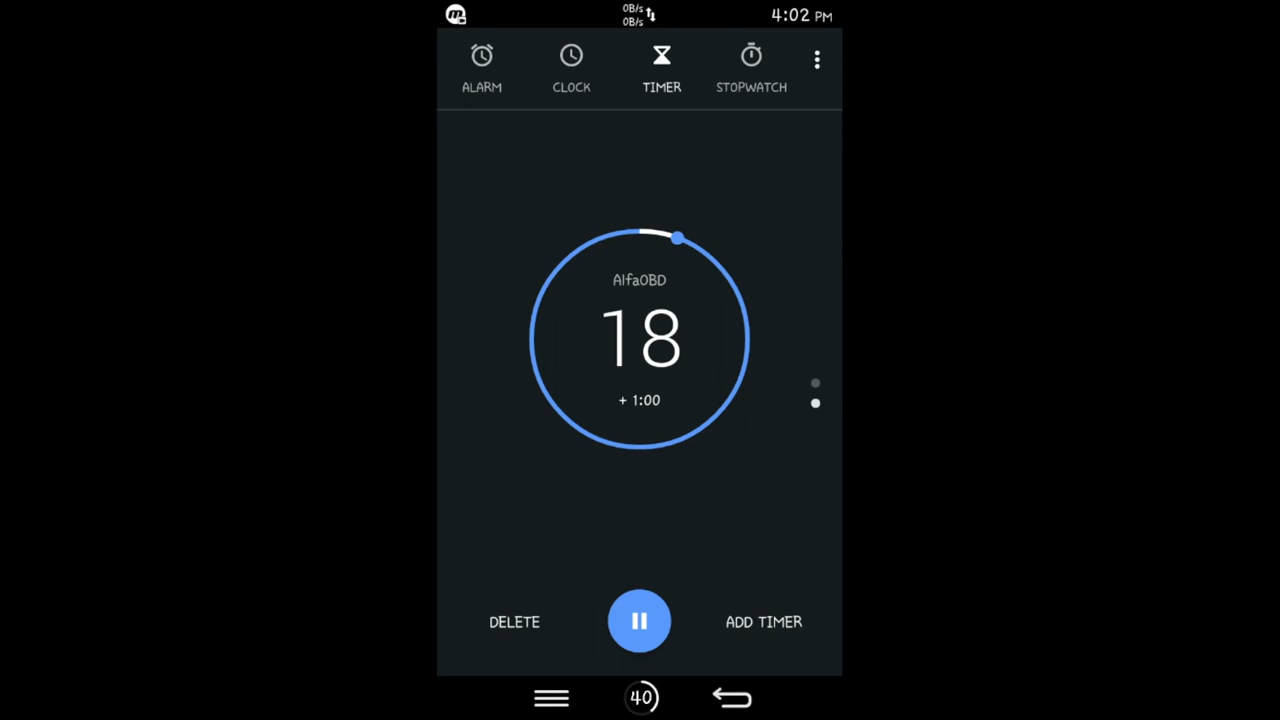 0B/s
0B/s
4:02 PM
ALARM CLOCK TIMER STOPWATCH
AlfaOBD
18
+ 1:00
DELETE ADD TIMER
40